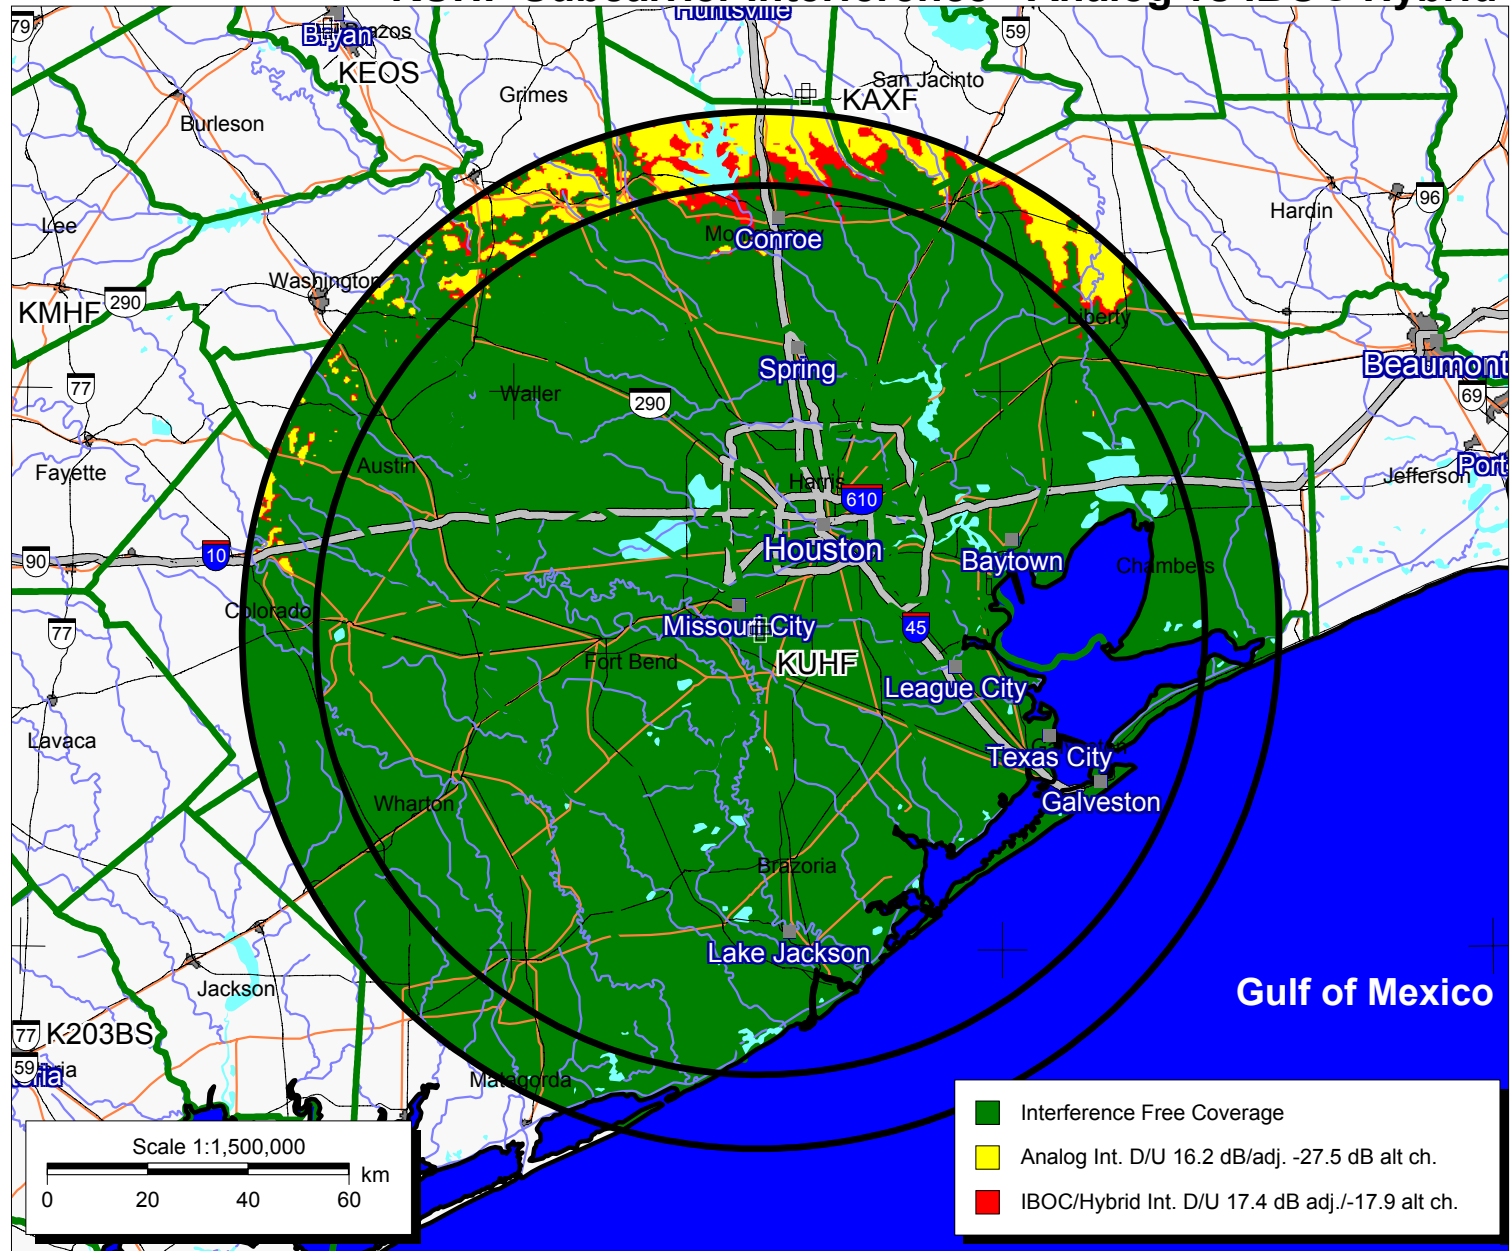 Huntsville
79
Bryan
Brazos
59
KEOS
San Jacinto
Grimes
KAXF
Burleson
96
Hardin
Lee
Conroe
Washington
KMHF
290
Liberty
Spring
Beaumont
77
Waller
290
69
Fayette
Austin
Harris
610
Jefferson
Port
90
10
Houston
Baytown
Chambers
Colorado
77
Missouri City
45
Fort Bend
KUHF
League City
Lavaca
Texas City
Wharton
Galveston
Brazoria
Lake Jackson
Jackson
Gulf of Mexico
77
K203BS
59
Matagorda
Interference Free Coverage
Analog Int. D/U 16.2 dB/adj. -27.5 dB alt ch.
IBOC/Hybrid Int. D/U 17.4 dB adj./-17.9 alt ch.
Scale 1:1,500,000
km
0 20 40 60